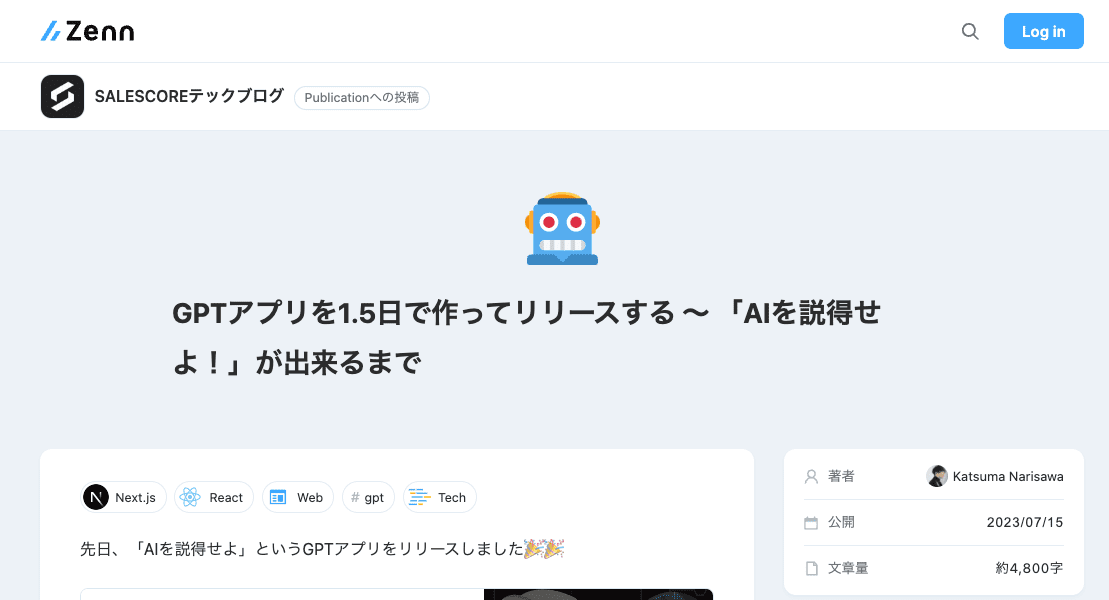 Zenn
Log in
SALESCOREテックブログ
Publicationへの投稿
GPTアプリを1.5日で作ってリリースする 〜 「AIを説得せ
よ！」が出来るまで
N Next.js
React
Web
# gpt
Tech
先日、「AIを説得せよ」というGPTアプリをリリースしました🎉🎉
著者
Katsuma Narisawa
公開
2023/07/15
文章量
約4,800字